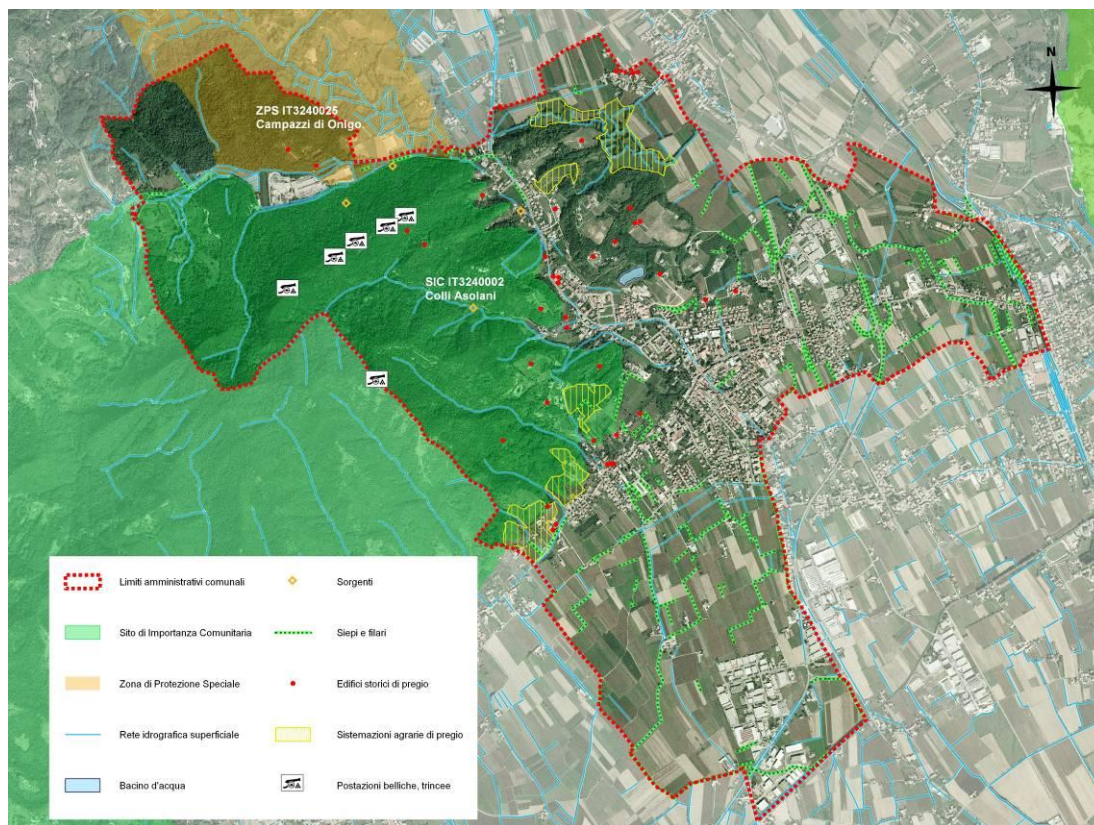 N
ZPS IT3240025
Campazzi di Onigo
SIC IT3240002
Colli Asolani
Limiti amministrativi comunali
Sorgenti
Sito di Importanza Comunitaria
Siepi e filari
Zona di Protezione Speciale
Edifici storici di pregio
Rete idrografica superficiale
Sistemazioni agrarie di pregio
Bacino d'acqua
Postazioni belliche, trincee